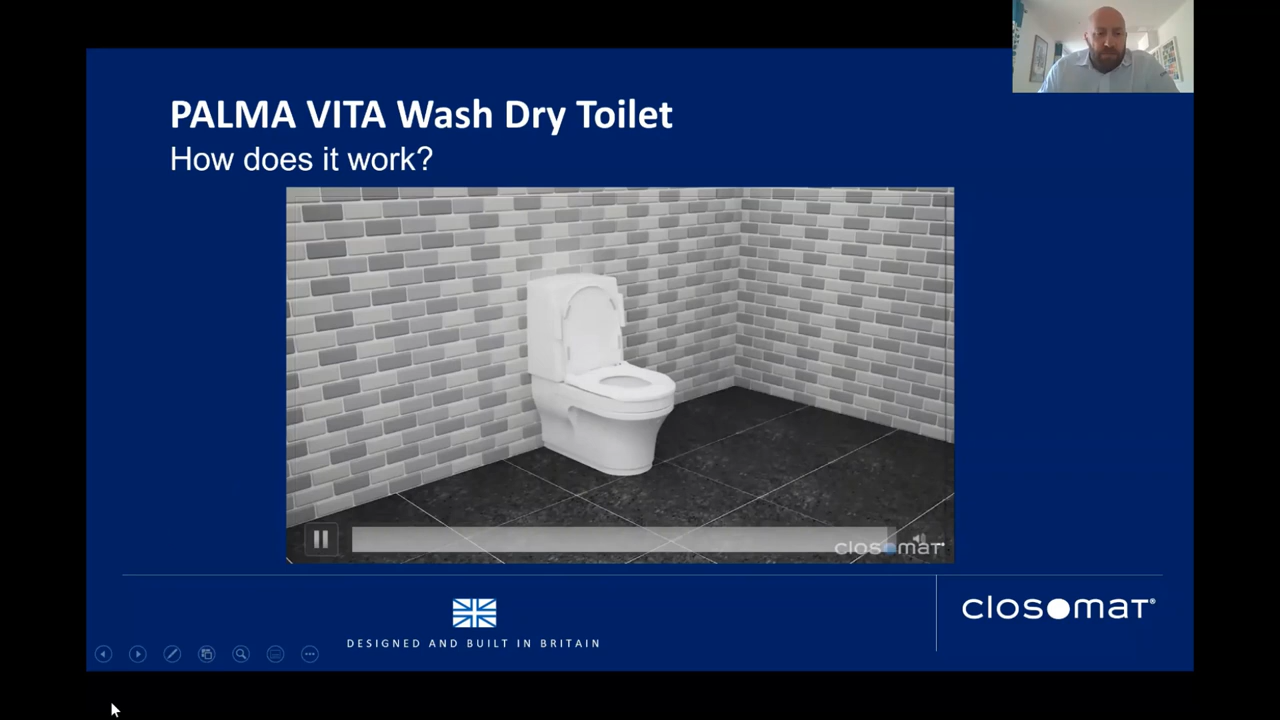 PALMA VITA Wash Dry Toilet
How does it work?
closomat
DESIGNED AND BUILT IN BRITAIN
closomat®